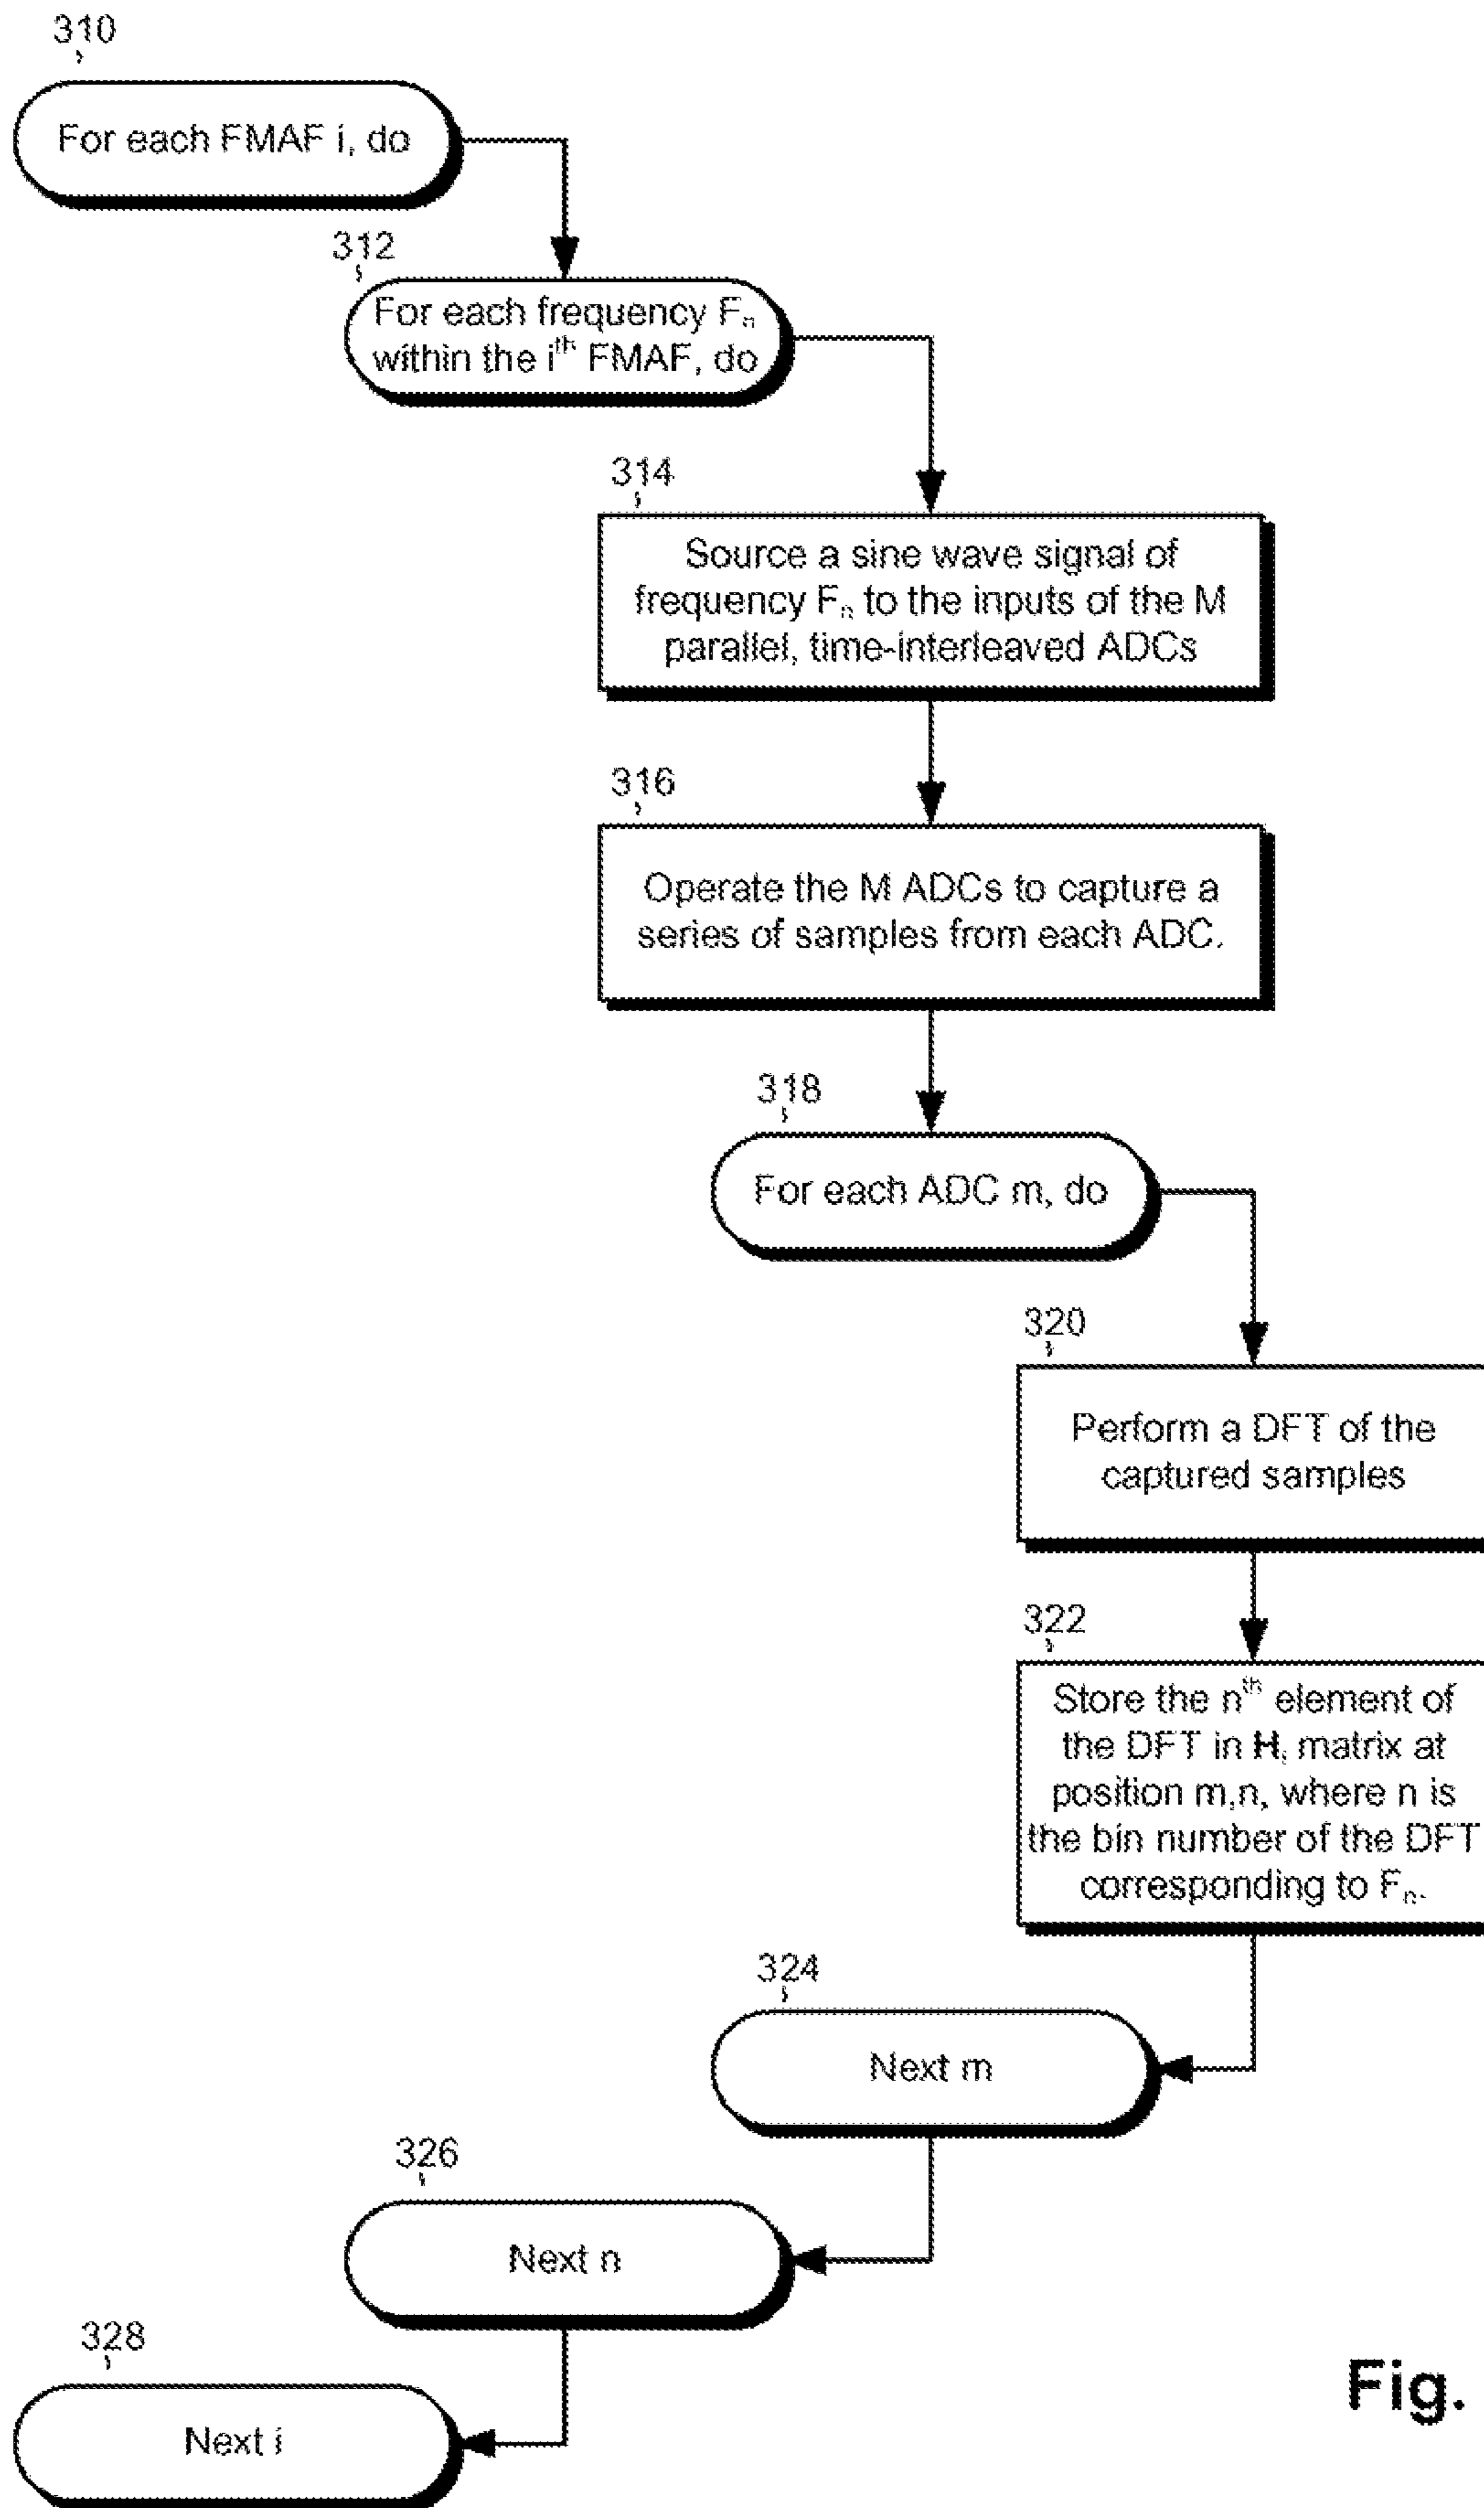 310
For each FMAF i, do
312
For each frequency Fₙ
within the iᵗʰ FMAF, do
314
Source a sine wave signal of
frequency Fₙ to the inputs of the M
parallel, time-interleaved ADCs
316
Operate the M ADCs to capture a
series of samples from each ADC.
318
For each ADC m, do
320
Perform a DFT of the
captured samples
322
Store the nᵗʰ element of
the DFT in Hᵢ matrix at
position m,n, where n is
the bin number of the DFT
corresponding to Fₙ.
324
Next m
326
Next n
328
Next i
Fig.